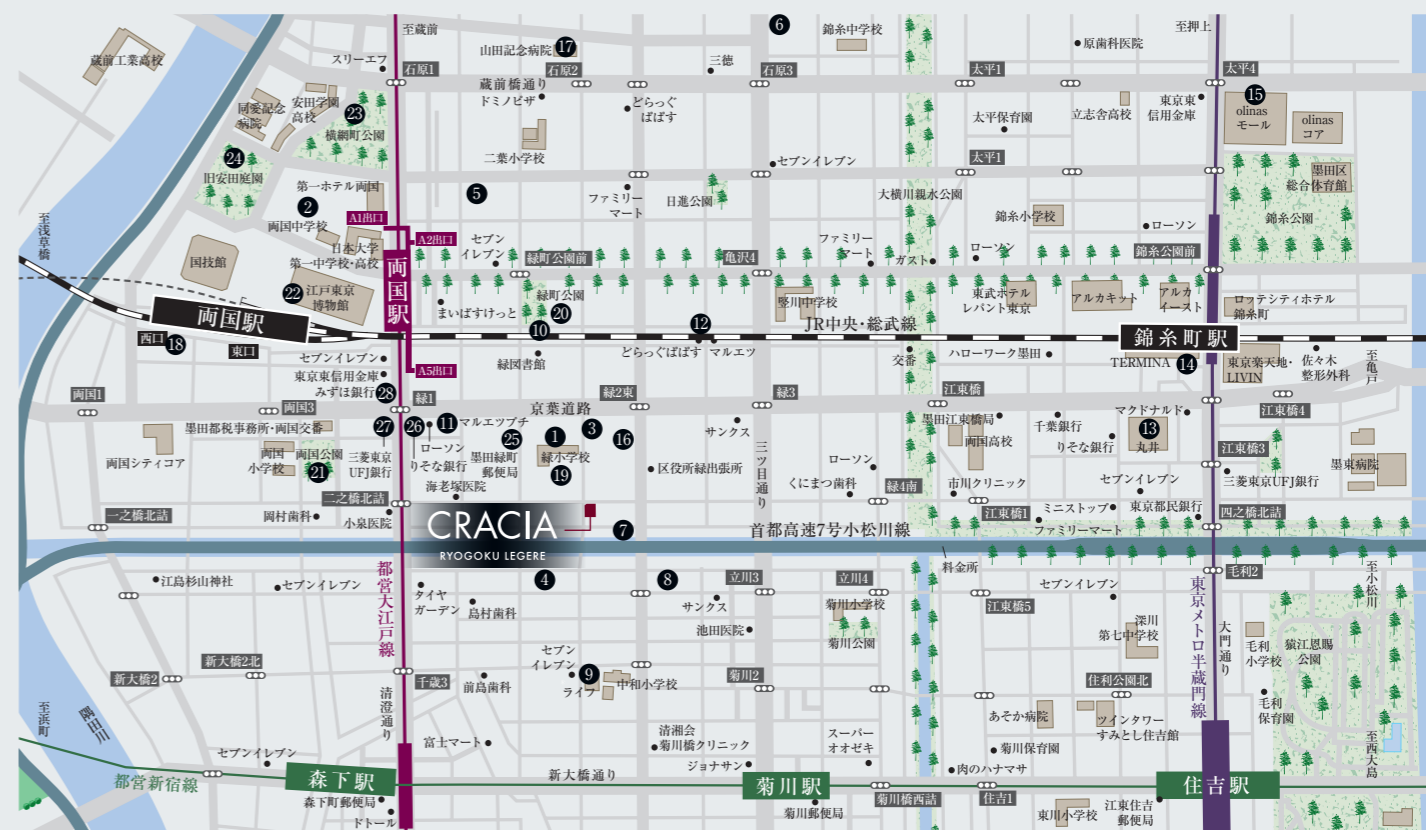 至蔵前
6
錦糸中学校
至押上
蔵前工業高校
スリーエフ
山田記念病院
17
原歯科医院
石原1
石原2
三徳
石原3
太平1
太平4
蔵前橋通り
ドミノピザ
どらっぐ
ぱぱす
同愛記念
病院
安田学園
高校
23
横網町公園
二葉小学校
太平保育園
立志舎高校
東京東
信用金庫
15
olinas
モール
olinas
コア
24
旧安田庭園
セブンイレブン
太平1
墨田区
総合体育館
第一ホテル両国
5
ファミリー
マート
日進公園
大横川親水公園
錦糸小学校
ローソン
錦糸公園
2
両国中学校
A1出口
A2出口
日本大学
第一中学校・高校
至浅草橋
国技館
両国駅
セブン
イレブン
緑町公園前
亀沢4
ファミリー
マート
ガスト
ローソン
錦糸公園前
22
江戸東京
博物館
まいばすけっと
緑町公園
20
竪川中学校
東武ホテル
レバント東京
アルカキット
アルカ
イースト
ロッテシティホテル
錦糸町
両国駅
10
12
JR中央・総武線
錦糸町駅
西口
18
東口
セブンイレブン
緑図書館
どらっぐぱぱす
マルエツ
交番
ハローワーク墨田
TERMINA
14
東京楽天地・
LIVIN
佐々木
整形外科
至亀戸
東京東信用金庫
みずほ銀行
28
A5出口
両国1
両国3
緑1
京葉道路
緑2東
緑3
江東橋
マクドナルド
江東橋4
墨田都税事務所・両国交番
27
26
11
マルエツプチ
1
3
サンクス
墨田江東橋局
両国高校
千葉銀行
りそな銀行
13
丸井
江東橋3
両国シティコア
両国
小学校
両国公園
21
三菱東京
UFJ銀行
ローソン
りそな銀行
25
墨田緑町
郵便局
緑小学校
19
16
三ツ目通り
区役所緑出張所
ローソン
くにまつ歯科
市川クリニック
セブンイレブン
三菱東京UFJ銀行
墨東病院
海老塚医院
二之橋北詰
緑4南
江東橋1
ミニストップ
東京都民銀行
四之橋北詰
一之橋北詰
岡村歯科
小泉医院
CRACIA
RYOGOKU LEGERE
7
首都高速7号小松川線
ファミリーマート
料金所
都営大江戸線
江島杉山神社
セブンイレブン
タイヤ
ガーデン
4
島村歯科
8
サンクス
立川3
立川4
菊川小学校
江東橋5
セブンイレブン
毛利2
至小松川
池田医院
菊川公園
深川
第七中学校
東京メトロ半蔵門線
大門通り
毛利
小学校
猿江恩賜
公園
新大橋2北
新大橋2
千歳3
前島歯科
セブン
イレブン
ライフ
9
中和小学校
菊川2
住利公園北
毛利
保育園
至浜町
隅田川
清澄通り
あそか病院
ツインタワー
すみとし住吉館
セブンイレブン
富士マート
清湘会
菊川橋クリニック
ジョナサン
スーパー
オオゼキ
菊川保育園
肉のハナマサ
至西大島
都営新宿線
森下駅
新大橋通り
菊川駅
菊川橋西詰
住吉1
住吉駅
森下町郵便局
ドトール
菊川郵便局
東川小学校
江東住吉
郵便局